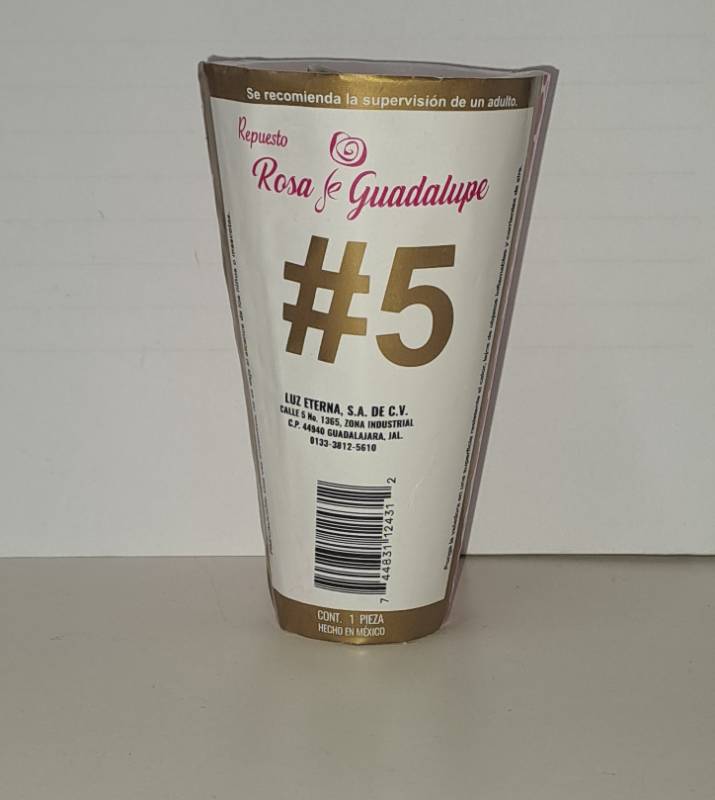 Se recomienda la supervisión de un adulto.
Repuesto
Rosa de Guadalupe
#5
LUZ ETERNA, S.A. DE C.V.
CALLE 5 No. 1365, ZONA INDUSTRIAL
C.P. 44940 GUADALAJARA, JAL.
0133-3812-5610
7 44831 12431 2
CONT. 1 PIEZA
HECHO EN MÉXICO